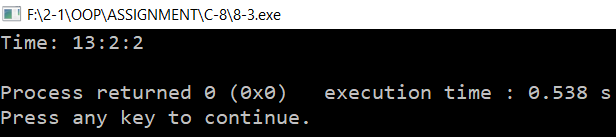 F:\2-1\OOP\ASSIGNMENT\C-8\8-3.exe
Time: 13:2:2
Process returned 0 (0x0)   execution time : 0.538 s
Press any key to continue.